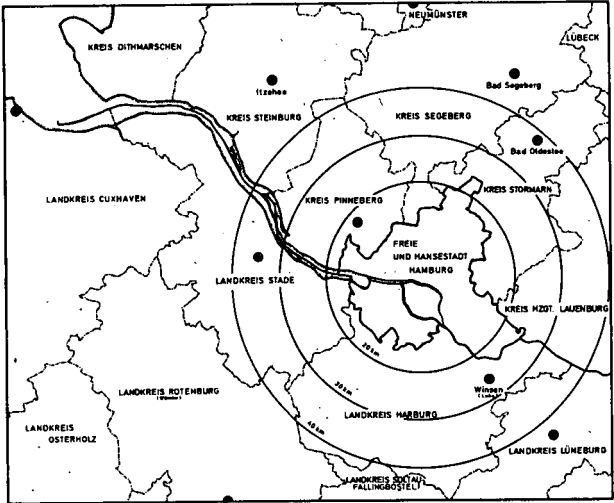 NEUMÜNSTER
LÜBECK
KREIS DITHMARSCHEN
Itzehoe
Bad Segeberg
KREIS STEINBURG
KREIS SEGEBERG
Bad Oldesloe
LANDKREIS CUXHAVEN
KREIS PINNEBERG
KREIS STORMARN
FREIE
UND HANSESTADT
HAMBURG
LANDKREIS STADE
KREIS HZGT. LAUENBURG
20 km
30 km
40 km
LANDKREIS ROTENBURG
(Wümme)
Winsen
(Luhe)
LANDKREIS HARBURG
LANDKREIS
OSTERHOLZ
LANDKREIS LÜNEBURG
LANDKREIS SOLTAU
FALLINGBOSTEL